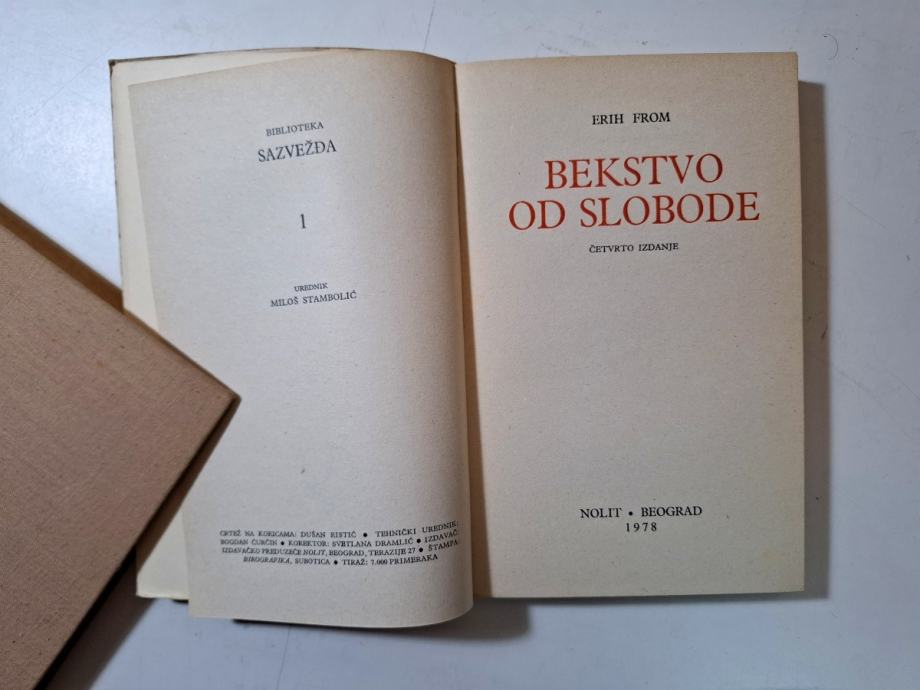 BIBLIOTEKA
SAZVEŽĐA
1
UREDNIK
MILOŠ STAMBOLIĆ
CRTEŽ NA KORICAMA: DUŠAN RISTIĆ • TEHNIČKI UREDNIK:
BOGDAN ĆURČIN • KOREKTOR: SVETLANA DRAMLIĆ • IZDAVAČ:
IZDAVAČKO PREDUZEĆE NOLIT, BEOGRAD, TERAZIJE 27 • ŠTAMPA:
BIROGRAFIKA, SUBOTICA • TIRAŽ: 7.000 PRIMERAKA
ERIH FROM
BEKSTVO
OD SLOBODE
ČETVRTO IZDANJE
NOLIT • BEOGRAD
1978